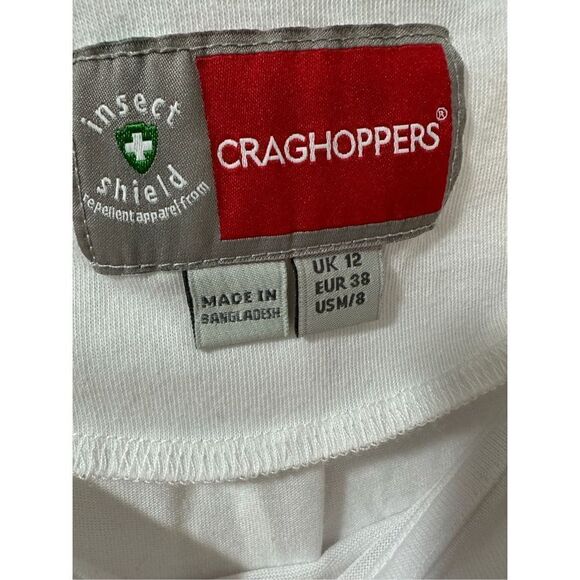 insect
shield
repellent apparel from
CRAGHOPPERS®
MADE IN
BANGLADESH
UK 12
EUR 38
USM/8